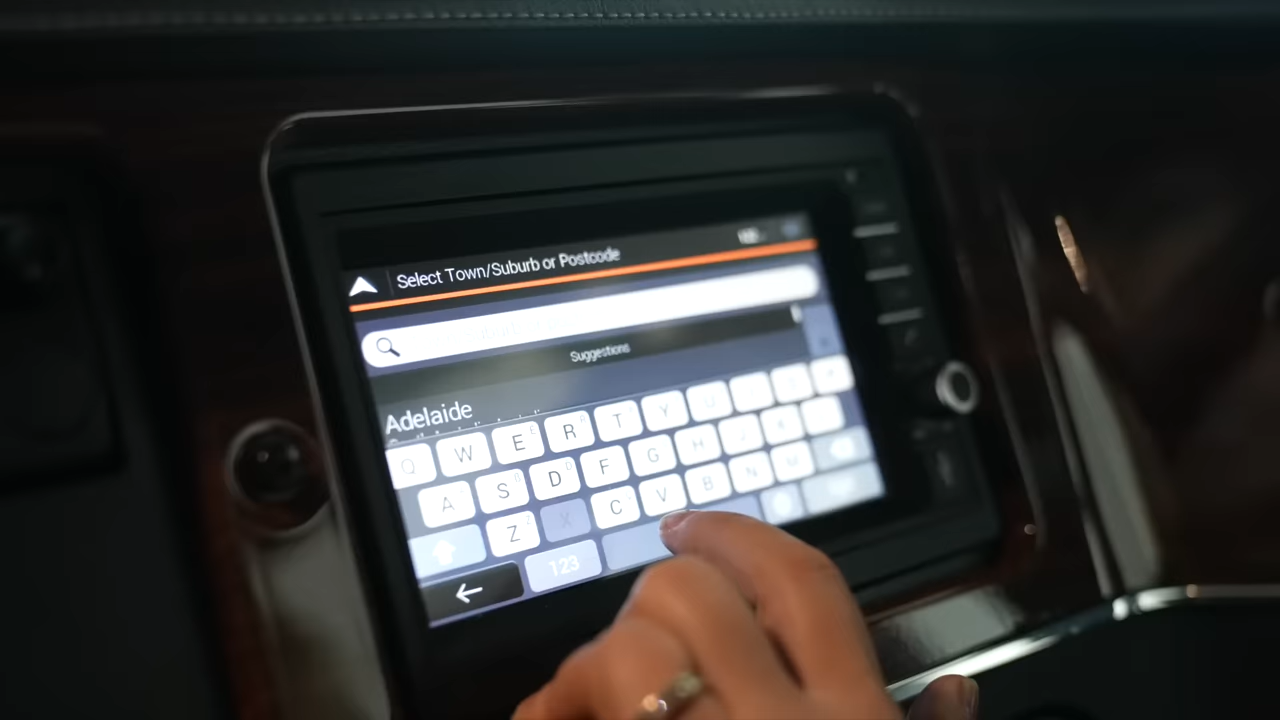 Select Town/Suburb or Postcode
Suggestions
Adelaide
Q W E R T Y U
A S D F G H J K
Z X C V B N M
123